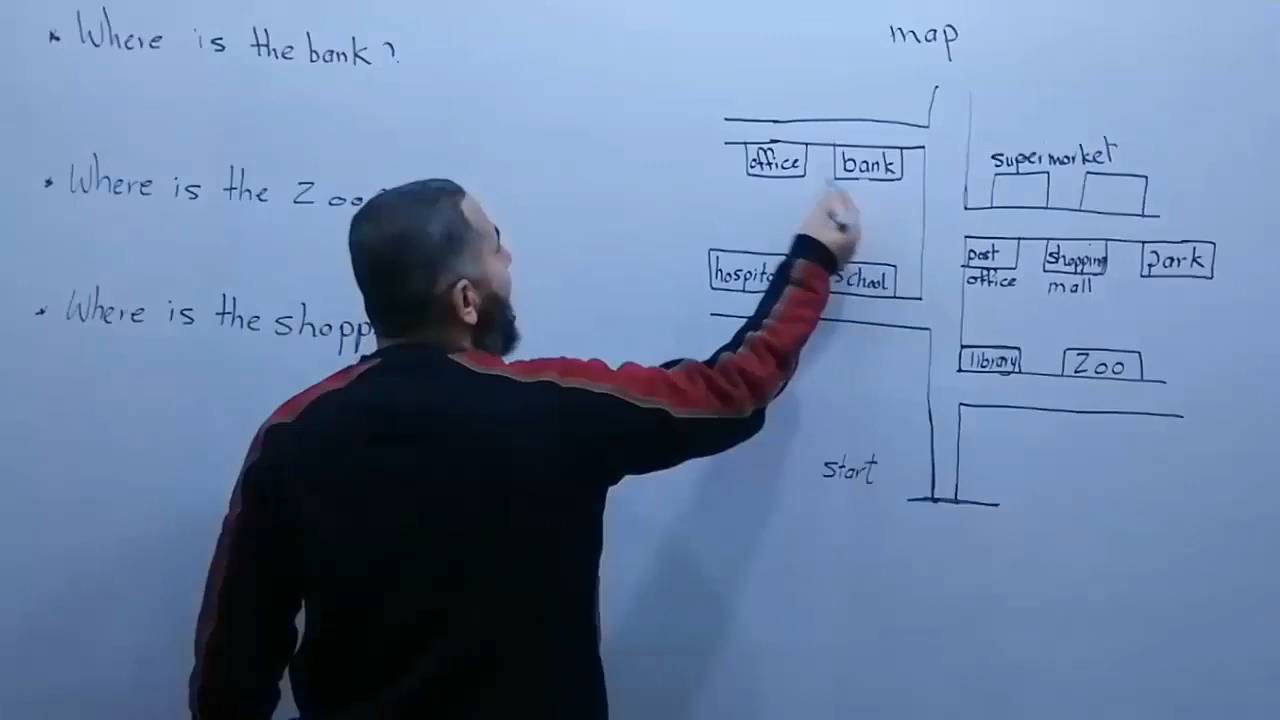 * Where is the bank?
* Where is the Zoo
* Where is the shopp
map
office
bank
supermarket
post
office
shopping
mall
park
hospita
School
library
Zoo
start